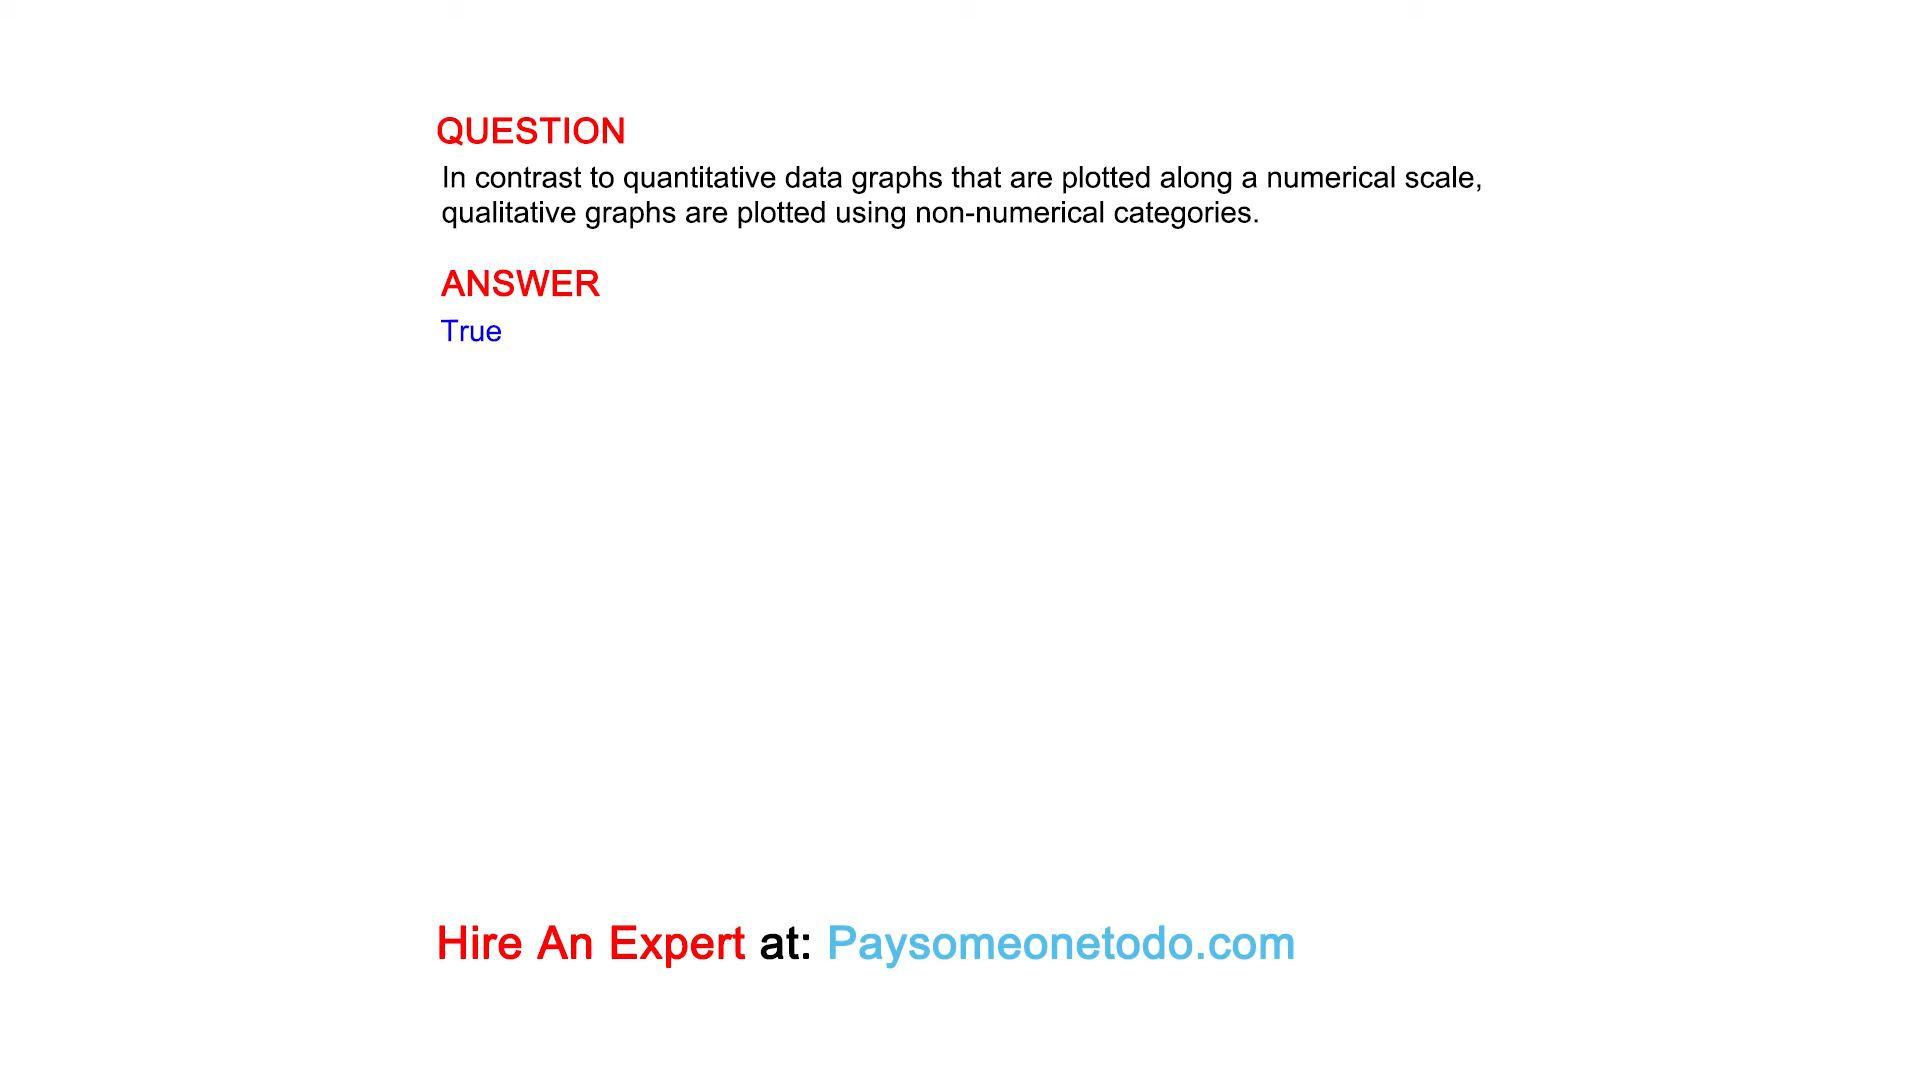 QUESTION
In contrast to quantitative data graphs that are plotted along a numerical scale,
qualitative graphs are plotted using non-numerical categories.
ANSWER
True
Hire An Expert at: Paysomeonetodo.com